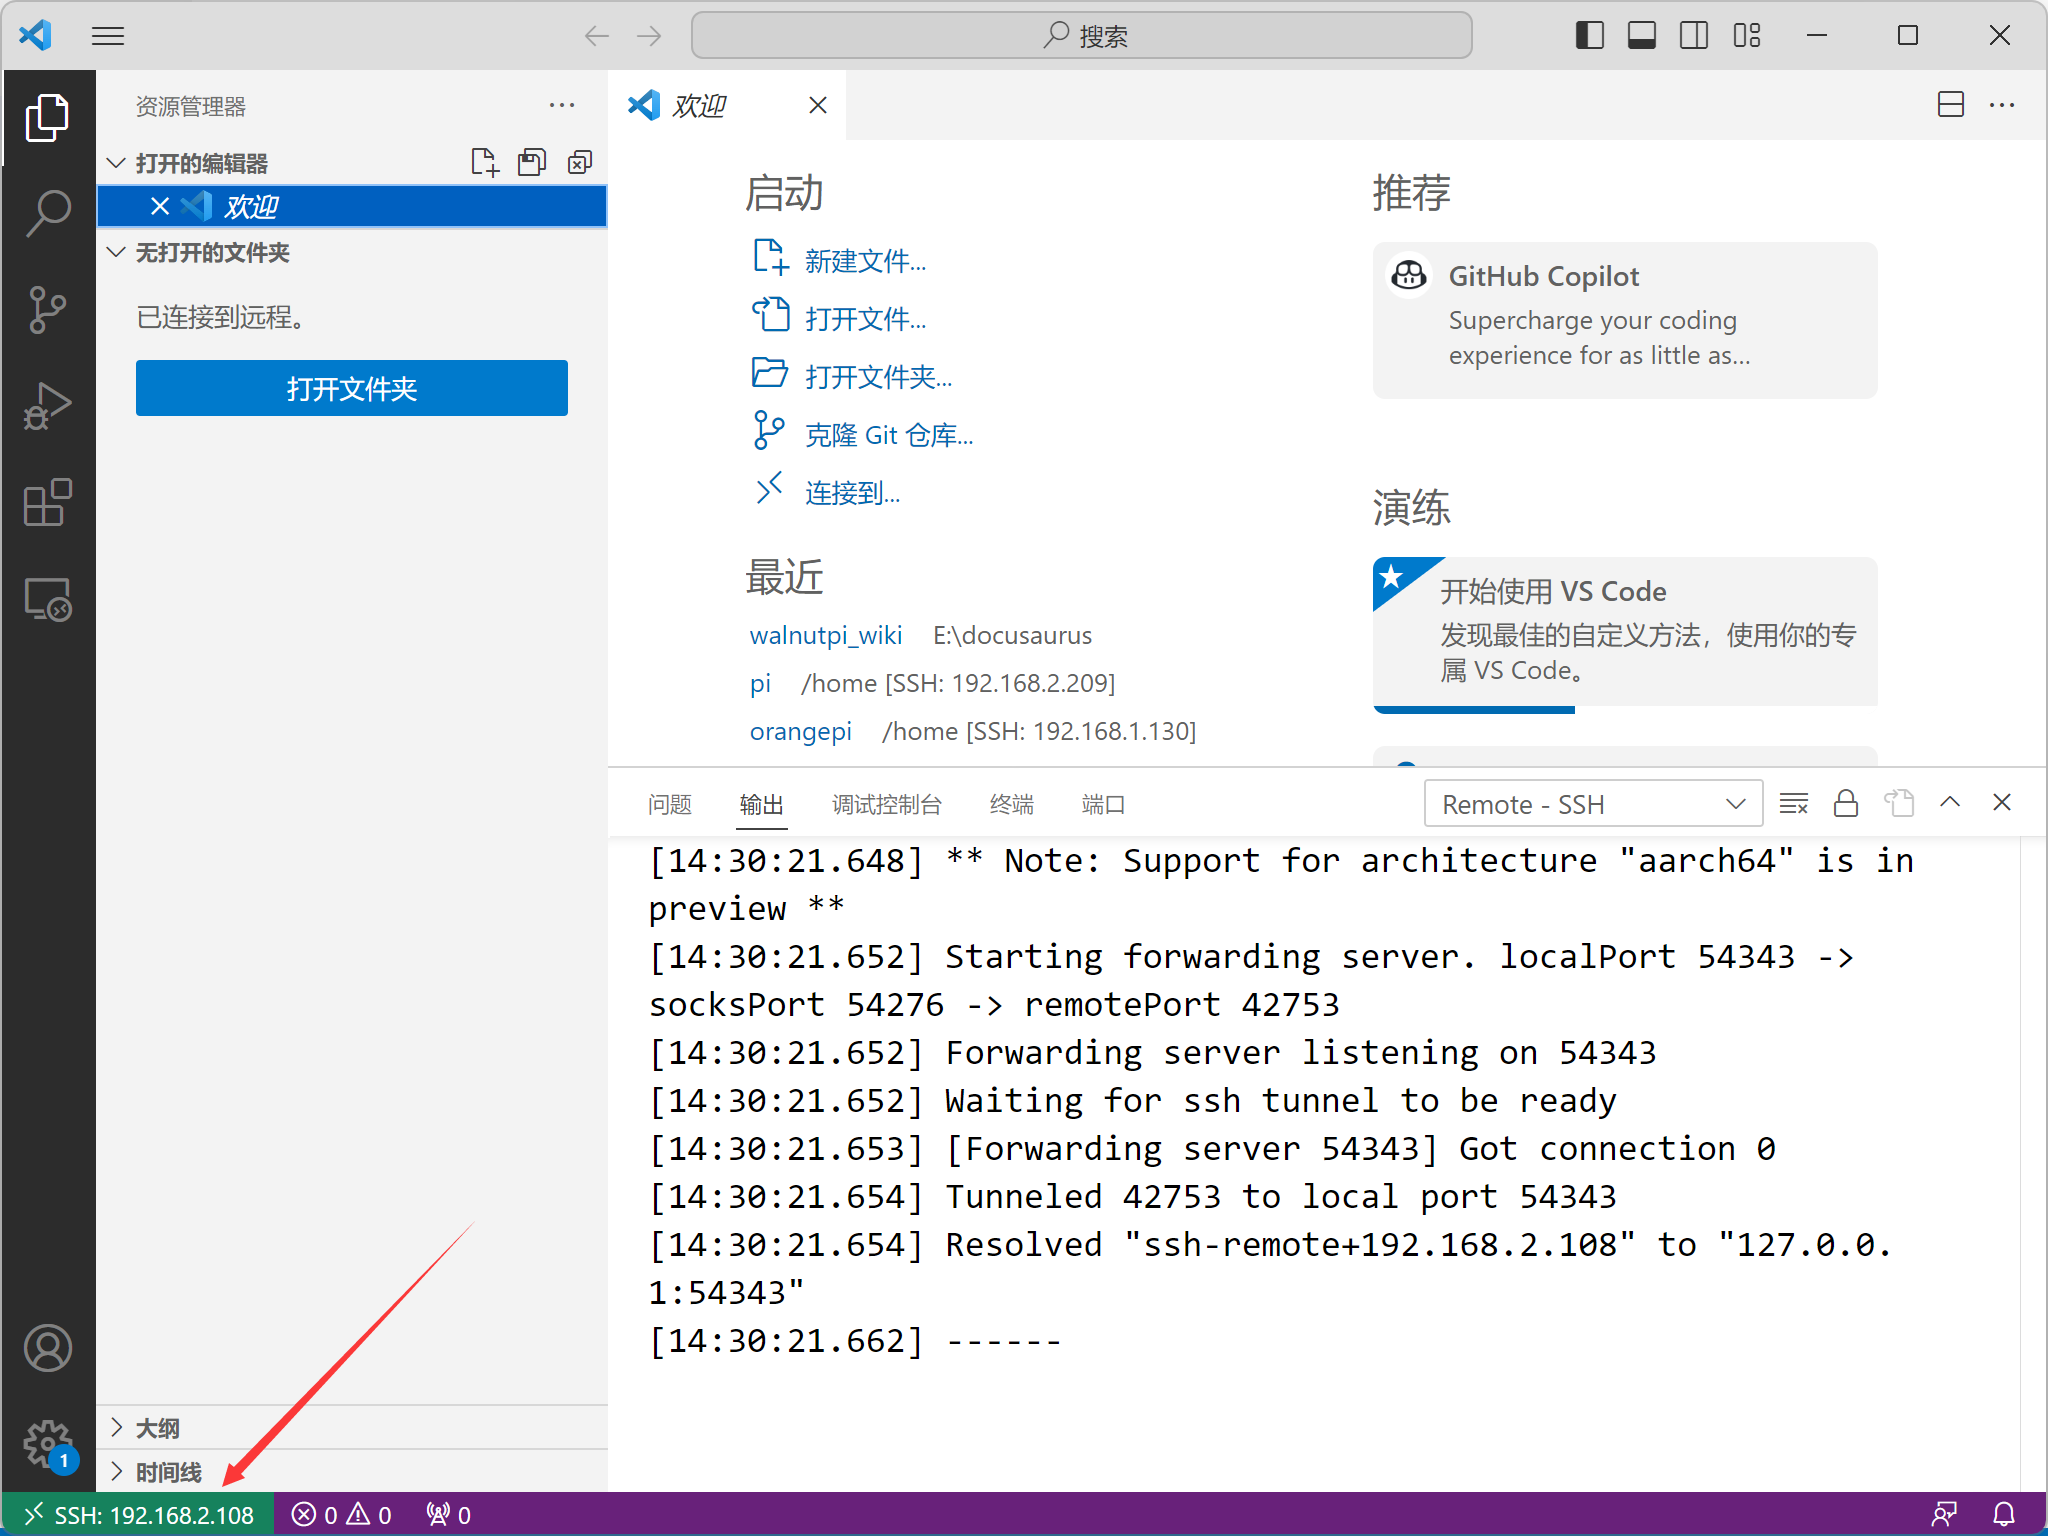 搜索
资源管理器
打开的编辑器
欢迎
无打开的文件夹
已连接到远程。
打开文件夹
大纲
时间线
欢迎
启动
新建文件...
打开文件...
打开文件夹...
克隆 Git 仓库...
连接到...
最近
walnutpi_wiki E:\docusaurus
pi /home [SSH: 192.168.2.209]
orangepi /home [SSH: 192.168.1.130]
推荐
GitHub Copilot
Supercharge your coding
experience for as little as...
演练
开始使用 VS Code
发现最佳的自定义方法，使用你的专
属 VS Code。
问题 输出 调试控制台 终端 端口 Remote - SSH
[14:30:21.648] ** Note: Support for architecture "aarch64" is in
preview **
[14:30:21.652] Starting forwarding server. localPort 54343 ->
socksPort 54276 -> remotePort 42753
[14:30:21.652] Forwarding server listening on 54343
[14:30:21.652] Waiting for ssh tunnel to be ready
[14:30:21.653] [Forwarding server 54343] Got connection 0
[14:30:21.654] Tunneled 42753 to local port 54343
[14:30:21.654] Resolved "ssh-remote+192.168.2.108" to "127.0.0.
1:54343"
[14:30:21.662] ------
1
SSH: 192.168.2.108 0 0 0